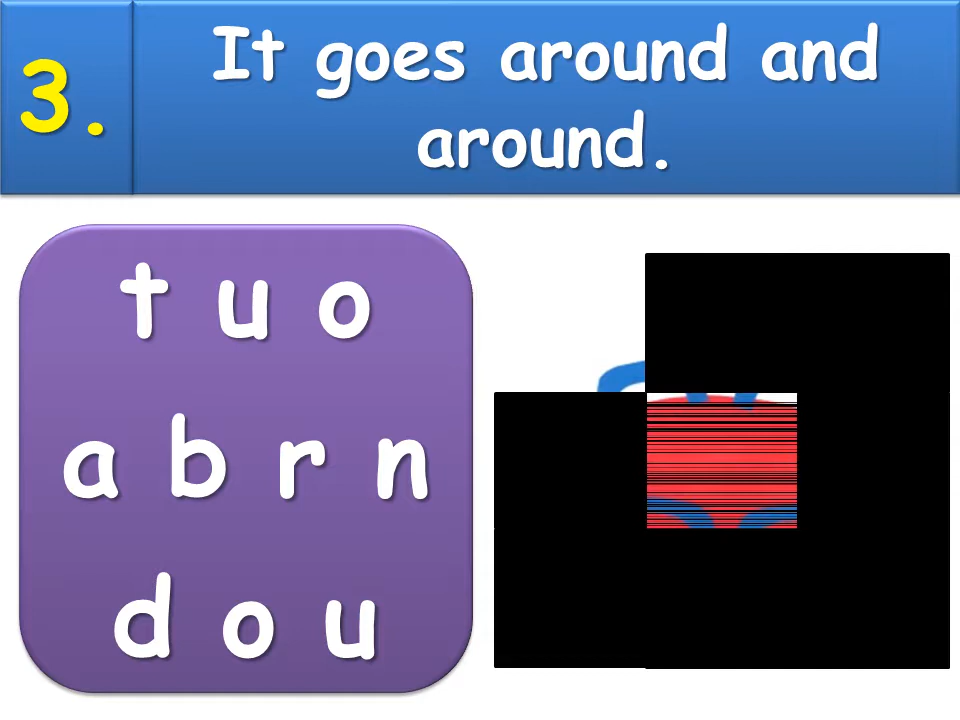 3.
It goes around and
around.
t u o
a b r n
d o u